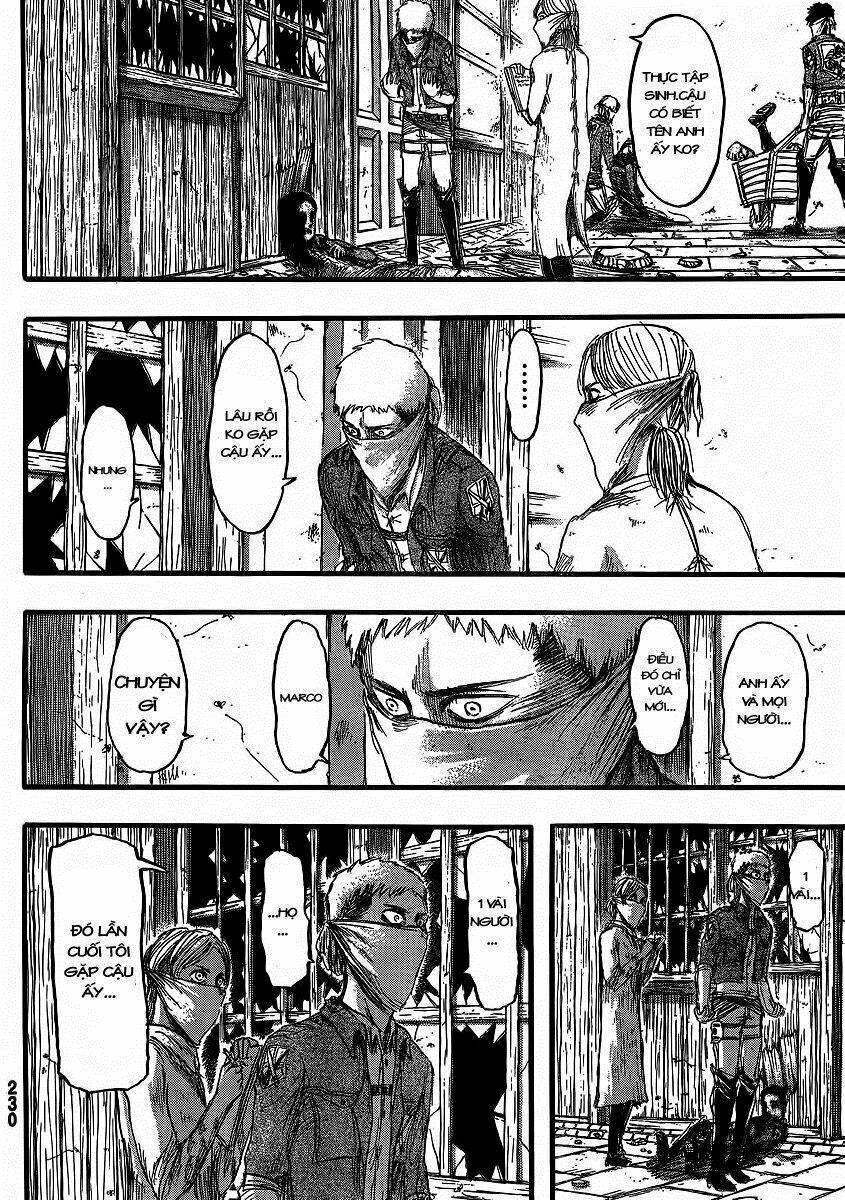 THỰC TẬP
SINH.CẬU
CÓ BIẾT
TÊN ANH
ẤY KO?
......
LÂU RỒI
KO GẶP
CẬU ẤY...
NHƯNG
...
ANH ẤY
VÀ MỌI
NGƯỜI...
ĐIỀU
ĐÓ CHỈ
VỪA
MỚI...
MARCO
CHUYỆN
GÌ
VẬY?
1
VÀI...
1 VÀI
NGƯỜI
...
...HỌ
...
ĐÓ LẦN
CUỐI TÔI
GẶP CẬU
ẤY...
230